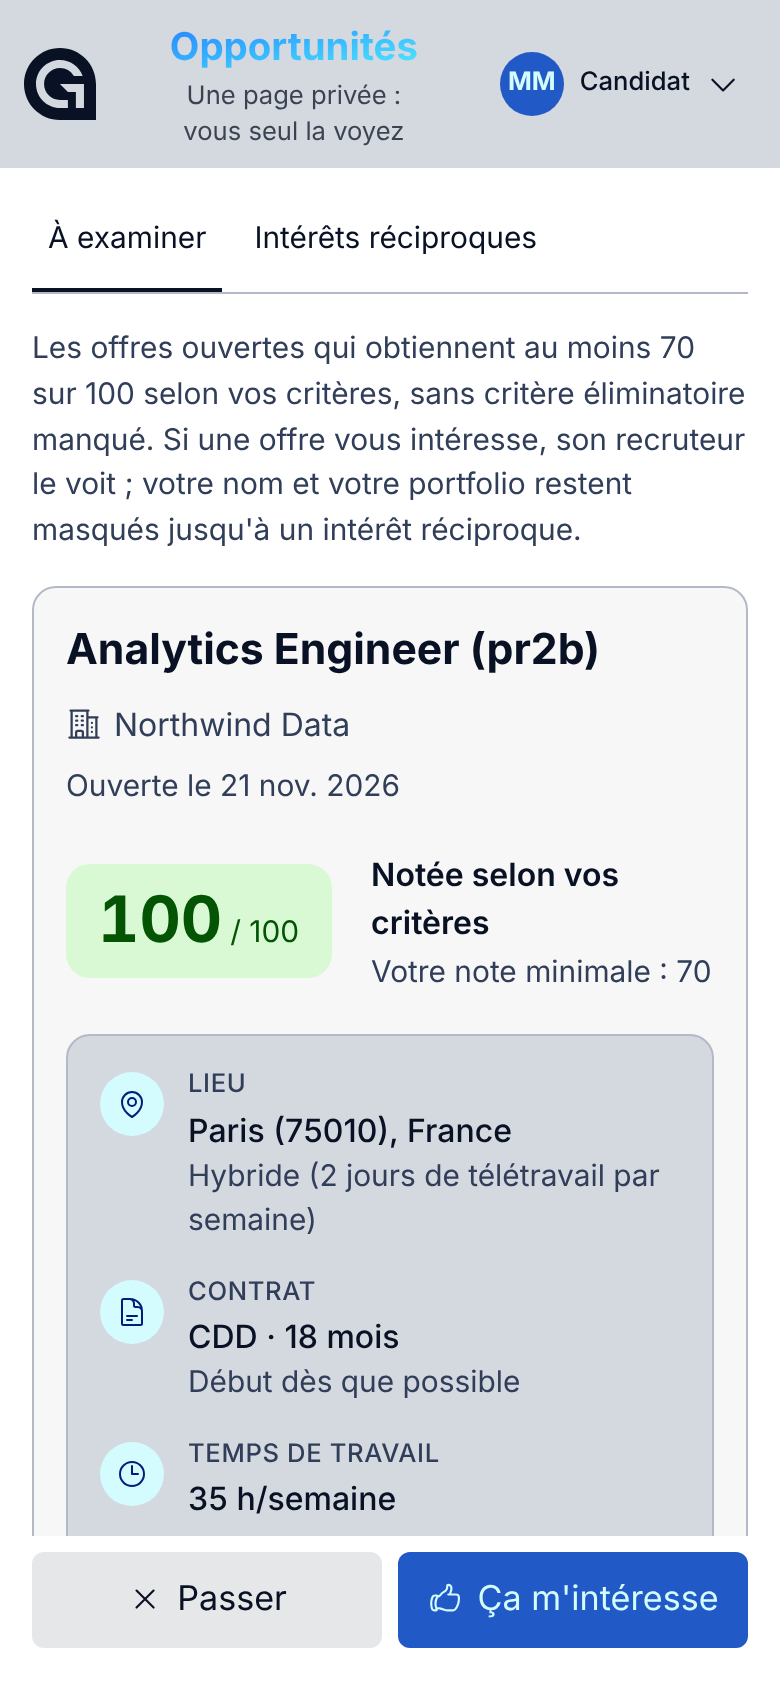 Opportunités
Une page privée :
vous seul la voyez
MM
Candidat
À examiner
Intérêts réciproques
Les offres ouvertes qui obtiennent au moins 70
sur 100 selon vos critères, sans critère éliminatoire
manqué. Si une offre vous intéresse, son recruteur
le voit ; votre nom et votre portfolio restent
masqués jusqu'à un intérêt réciproque.
Analytics Engineer (pr2b)
Northwind Data
Ouverte le 21 nov. 2026
100 / 100
Notée selon vos
critères
Votre note minimale : 70
LIEU
Paris (75010), France
Hybride (2 jours de télétravail par
semaine)
CONTRAT
CDD · 18 mois
Début dès que possible
TEMPS DE TRAVAIL
35 h/semaine
Passer
Ça m'intéresse